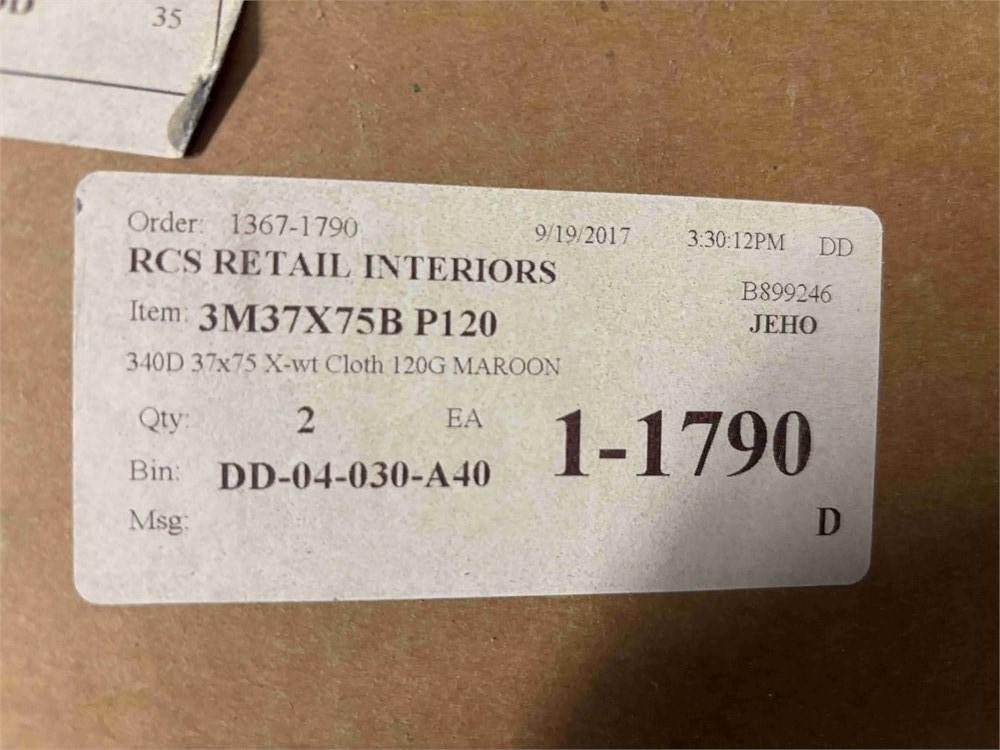 35
Order: 1367-1790 9/19/2017 3:30:12PM DD
RCS RETAIL INTERIORS
B899246
Item: 3M37X75B P120 JEHO
340D 37x75 X-wt Cloth 120G MAROON
Qty: 2 EA 1-1790
Bin: DD-04-030-A40
Msg: D